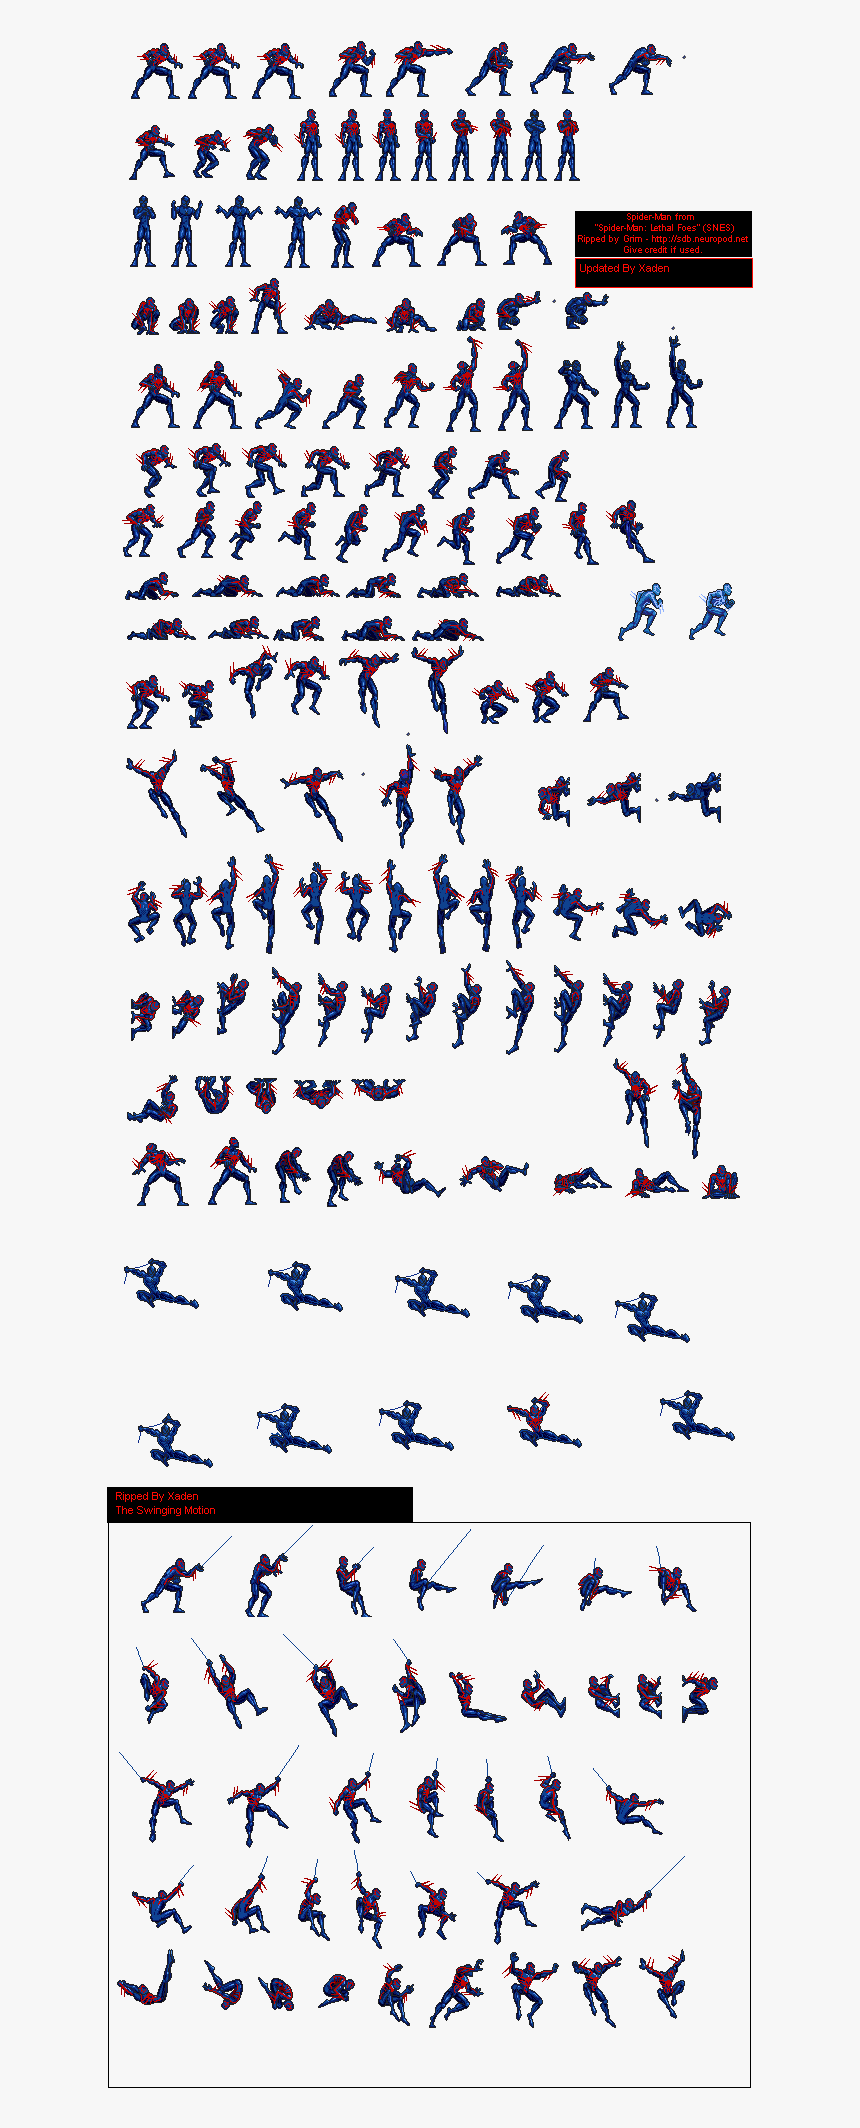 Spider-Man from
"Spider-Man: Lethal Foes" (SNES)
Ripped by Grim - http://sdb.neuropod.net
Give credit if used.
Updated By Xaden
Ripped By Xaden
The Swinging Motion